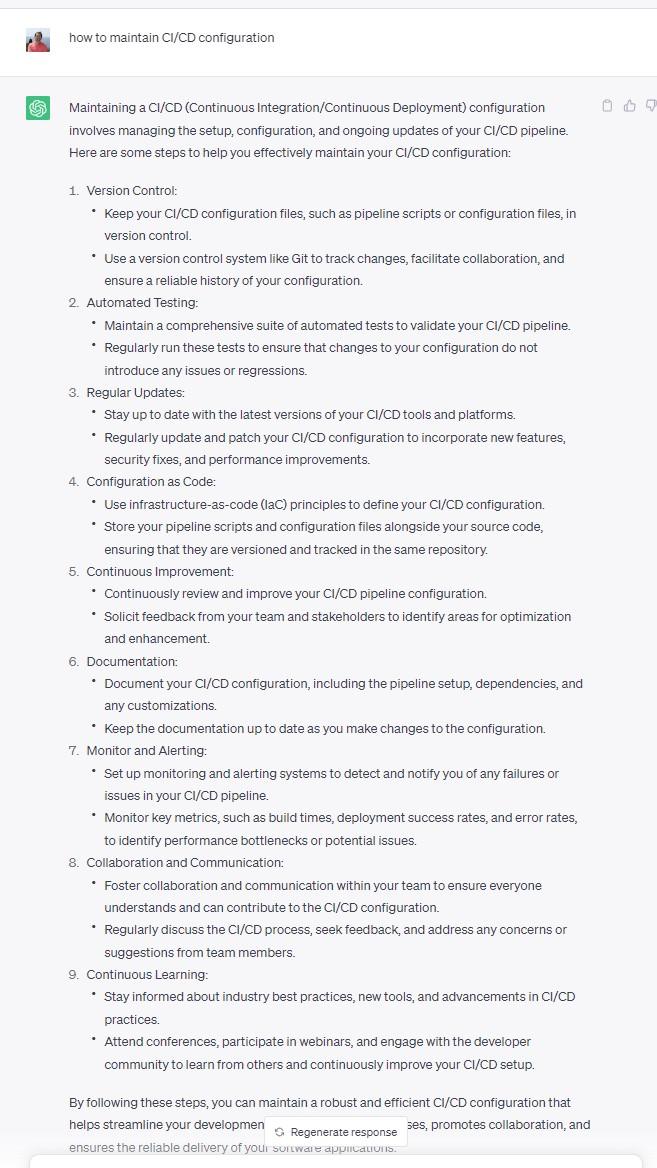 how to maintain CI/CD configuration
Maintaining a CI/CD (Continuous Integration/Continuous Deployment) configuration
involves managing the setup, configuration, and ongoing updates of your CI/CD pipeline.
Here are some steps to help you effectively maintain your CI/CD configuration:
1. Version Control:
• Keep your CI/CD configuration files, such as pipeline scripts or configuration files, in
version control.
• Use a version control system like Git to track changes, facilitate collaboration, and
ensure a reliable history of your configuration.
2. Automated Testing:
• Maintain a comprehensive suite of automated tests to validate your CI/CD pipeline.
• Regularly run these tests to ensure that changes to your configuration do not
introduce any issues or regressions.
3. Regular Updates:
• Stay up to date with the latest versions of your CI/CD tools and platforms.
• Regularly update and patch your CI/CD configuration to incorporate new features,
security fixes, and performance improvements.
4. Configuration as Code:
• Use infrastructure-as-code (IaC) principles to define your CI/CD configuration.
• Store your pipeline scripts and configuration files alongside your source code,
ensuring that they are versioned and tracked in the same repository.
5. Continuous Improvement:
• Continuously review and improve your CI/CD pipeline configuration.
• Solicit feedback from your team and stakeholders to identify areas for optimization
and enhancement.
6. Documentation:
• Document your CI/CD configuration, including the pipeline setup, dependencies, and
any customizations.
• Keep the documentation up to date as you make changes to the configuration.
7. Monitor and Alerting:
• Set up monitoring and alerting systems to detect and notify you of any failures or
issues in your CI/CD pipeline.
• Monitor key metrics, such as build times, deployment success rates, and error rates,
to identify performance bottlenecks or potential issues.
8. Collaboration and Communication:
• Foster collaboration and communication within your team to ensure everyone
understands and can contribute to the CI/CD configuration.
• Regularly discuss the CI/CD process, seek feedback, and address any concerns or
suggestions from team members.
9. Continuous Learning:
• Stay informed about industry best practices, new tools, and advancements in CI/CD
practices.
• Attend conferences, participate in webinars, and engage with the developer
community to learn from others and continuously improve your CI/CD setup.
By following these steps, you can maintain a robust and efficient CI/CD configuration that
helps streamline your developmen ses, promotes collaboration, and
Regenerate response
ensures the reliable delivery of your software applications.